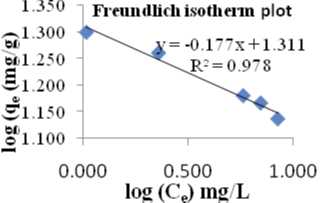 Freundlich isotherm plot
log (qe (mg/g)
1.350
1.300
1.250
1.200
1.150
1.100
y = -0.177x + 1.311
R² = 0.978
0.000 0.500 1.000
log (Ce) mg/L